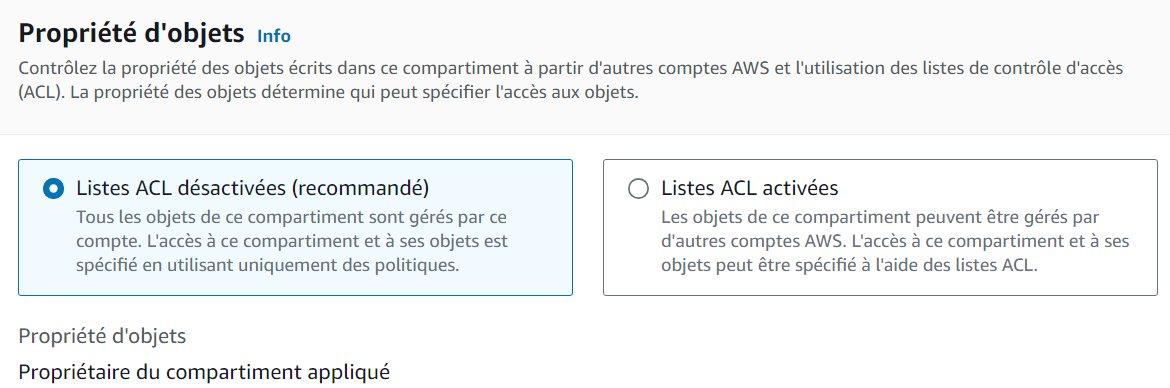 Propriété d'objets Info
Contrôlez la propriété des objets écrits dans ce compartiment à partir d'autres comptes AWS et l'utilisation des listes de contrôle d'accès
(ACL). La propriété des objets détermine qui peut spécifier l'accès aux objets.
Listes ACL désactivées (recommandé)
Tous les objets de ce compartiment sont gérés par ce
compte. L'accès à ce compartiment et à ses objets est
spécifié en utilisant uniquement des politiques.
Listes ACL activées
Les objets de ce compartiment peuvent être gérés par
d'autres comptes AWS. L'accès à ce compartiment et à ses
objets peut être spécifié à l'aide des listes ACL.
Propriété d'objets
Propriétaire du compartiment appliqué